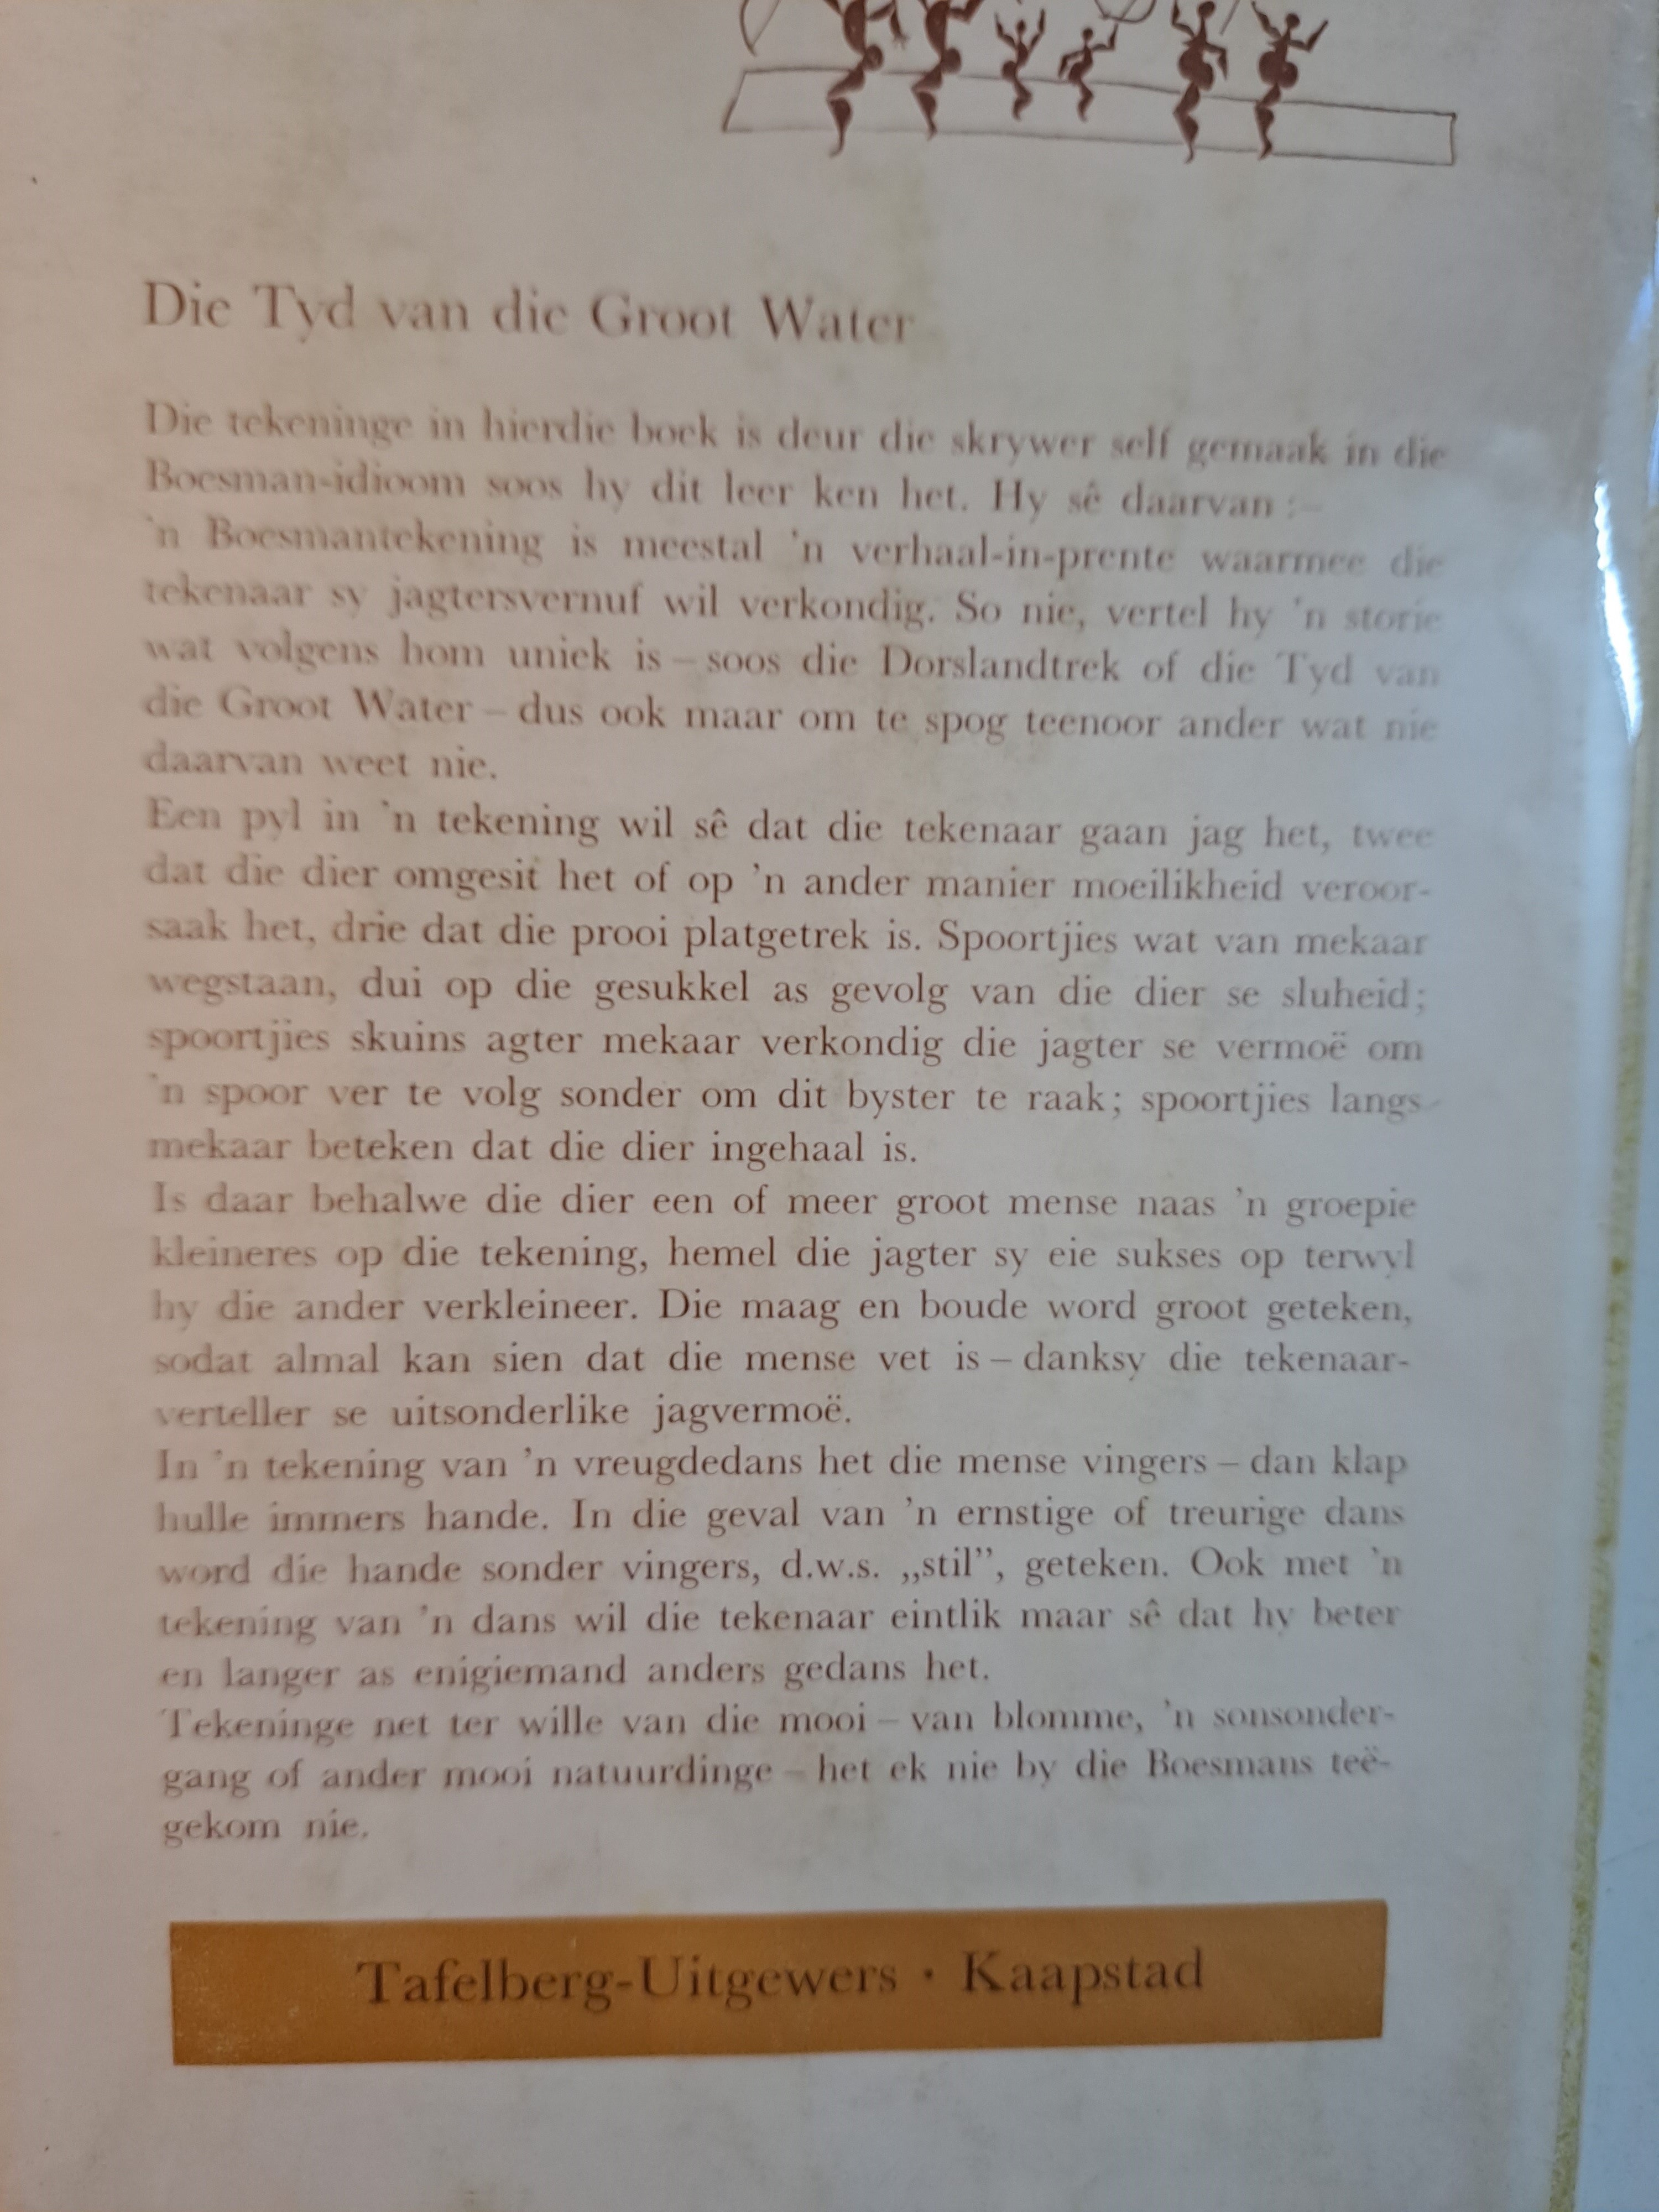 Die Tyd van die Groot Water
Die tekeninge in hierdie boek is deur die skrywer self gemaak in die
Boesman-idioom soos hy dit leer ken het. Hy sê daarvan :–
'n Boesmantekening is meestal 'n verhaal-in-prente waarmee die
tekenaar sy jagtersvernuf wil verkondig. So nie, vertel hy 'n storie
wat volgens hom uniek is – soos die Dorslandtrek of die Tyd van
die Groot Water – dus ook maar om te spog teenoor ander wat nie
daarvan weet nie.
Een pyl in 'n tekening wil sê dat die tekenaar gaan jag het, twee
dat die dier omgesit het of op 'n ander manier moeilikheid veroor-
saak het, drie dat die prooi platgetrek is. Spoortjies wat van mekaar
wegstaan, dui op die gesukkel as gevolg van die dier se sluheid;
spoortjies skuins agter mekaar verkondig die jagter se vermoë om
'n spoor ver te volg sonder om dit byster te raak; spoortjies langs
mekaar beteken dat die dier ingehaal is.
Is daar behalwe die dier een of meer groot mense naas 'n groepie
kleineres op die tekening, hemel die jagter sy eie sukses op terwyl
hy die ander verkleineer. Die maag en boude word groot geteken,
sodat almal kan sien dat die mense vet is – danksy die tekenaar-
verteller se uitsonderlike jagvermoë.
In 'n tekening van 'n vreugdedans het die mense vingers – dan klap
hulle immers hande. In die geval van 'n ernstige of treurige dans
word die hande sonder vingers, d.w.s. „stil”, geteken. Ook met 'n
tekening van 'n dans wil die tekenaar eintlik maar sê dat hy beter
en langer as enigiemand anders gedans het.
Tekeninge net ter wille van die mooi – van blomme, 'n sonsonder-
gang of ander mooi natuurdinge – het ek nie by die Boesmans teë-
gekom nie.
Tafelberg-Uitgewers · Kaapstad